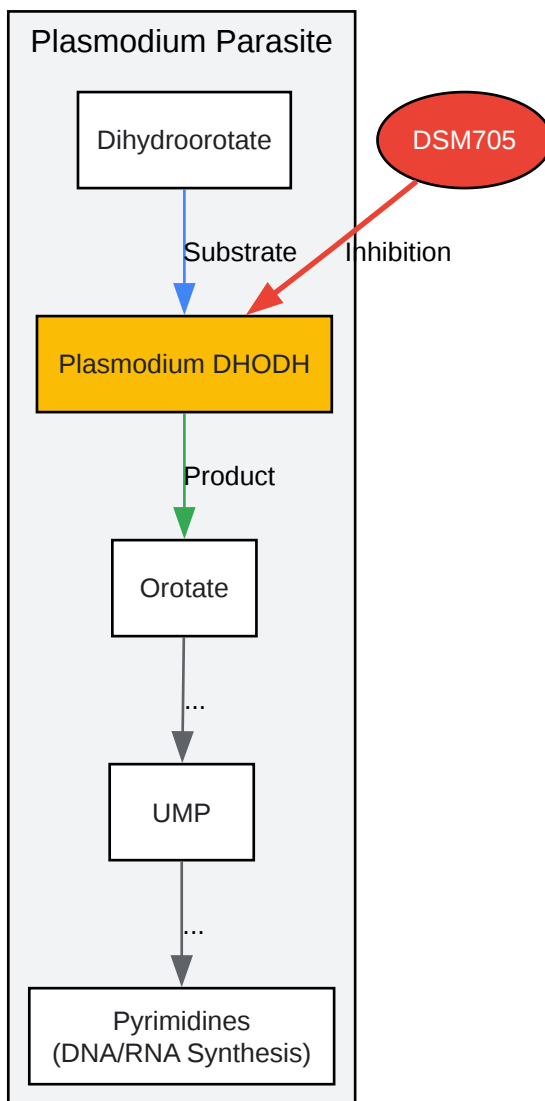 Plasmodium Parasite
Dihydroorotate
DSM705
Substrate
Inhibition
Plasmodium DHODH
Product
Orotate
...
UMP
...
Pyrimidines
(DNA/RNA Synthesis)